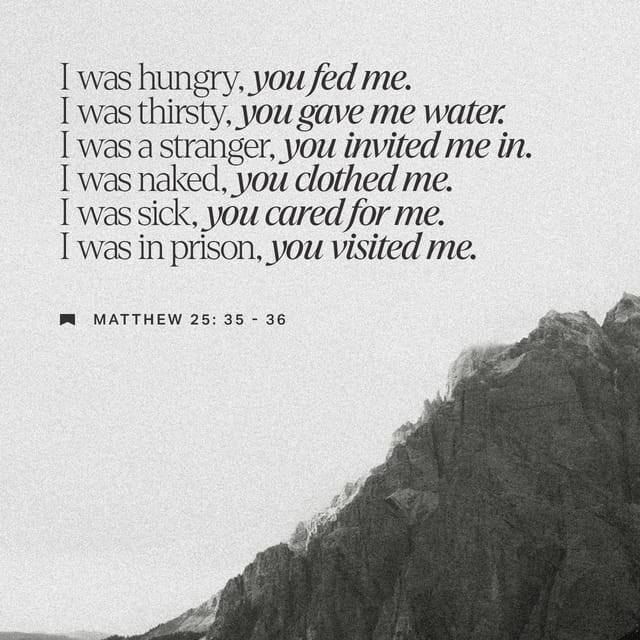 I was hungry, you fed me.
I was thirsty, you gave me water.
I was a stranger, you invited me in.
I was naked, you clothed me.
I was sick, you cared for me.
I was in prison, you visited me.
MATTHEW 25: 35 - 36